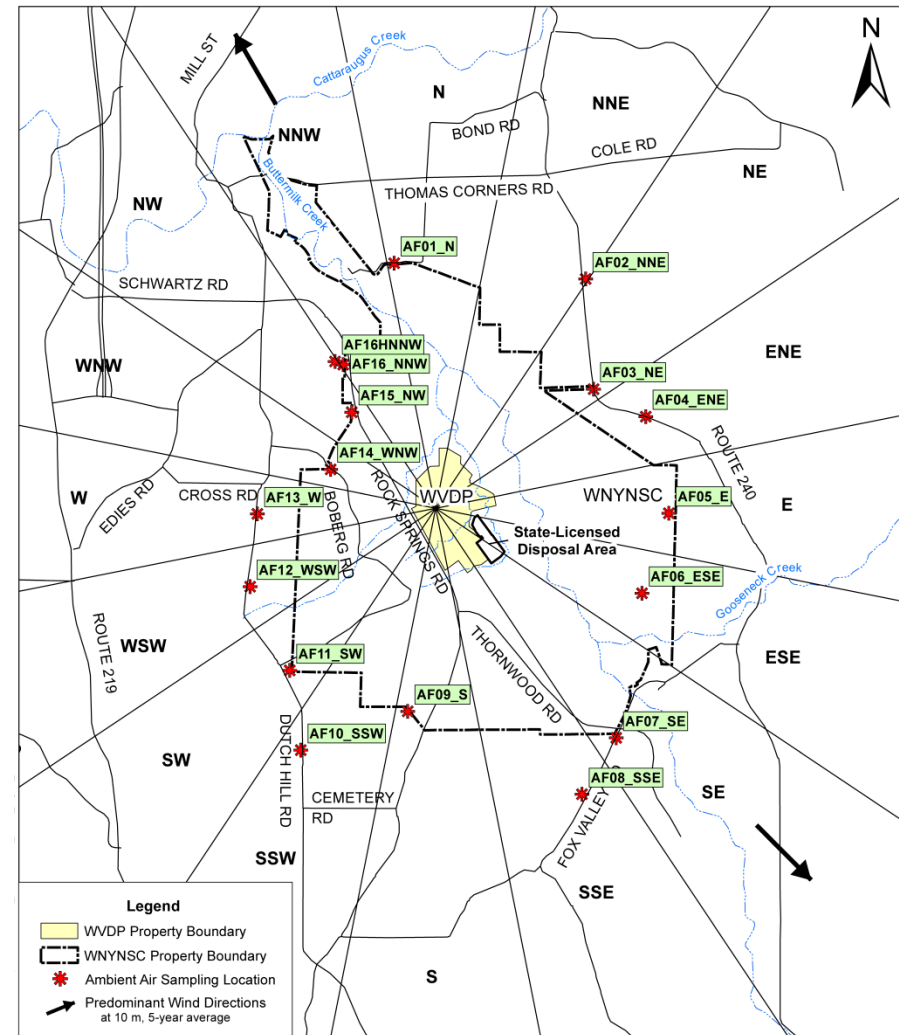 N
MILL ST
Cattaraugus Creek
N
NNE
BOND RD
NNW
COLE RD
NE
Buttermilk Creek
THOMAS CORNERS RD
NW
AF01_N
AF02_NNE
SCHWARTZ RD
AF16HNNW
ENE
WNW
AF16_NNW
AF03_NE
AF15_NW
AF04_ENE
ROUTE 240
AF14_WNW
ROCK SPRINGS RD
W
EDIES RD
CROSS RD
AF13_W
BOBERG RD
WVDP
WNYNSC
AF05_E
E
State-Licensed
Disposal Area
AF12_WSW
AF06_ESE
Gooseneck Creek
ROUTE 219
WSW
THORNWOOD RD
ESE
AF11_SW
AF09_S
DUTCH HILL RD
AF10_SSW
AF07_SE
SW
AF08_SSE
CEMETERY
RD
SE
FOX VALLEY
SSW
SSE
S
Legend
WVDP Property Boundary
WNYNSC Property Boundary
Ambient Air Sampling Location
Predominant Wind Directions
at 10 m, 5-year average